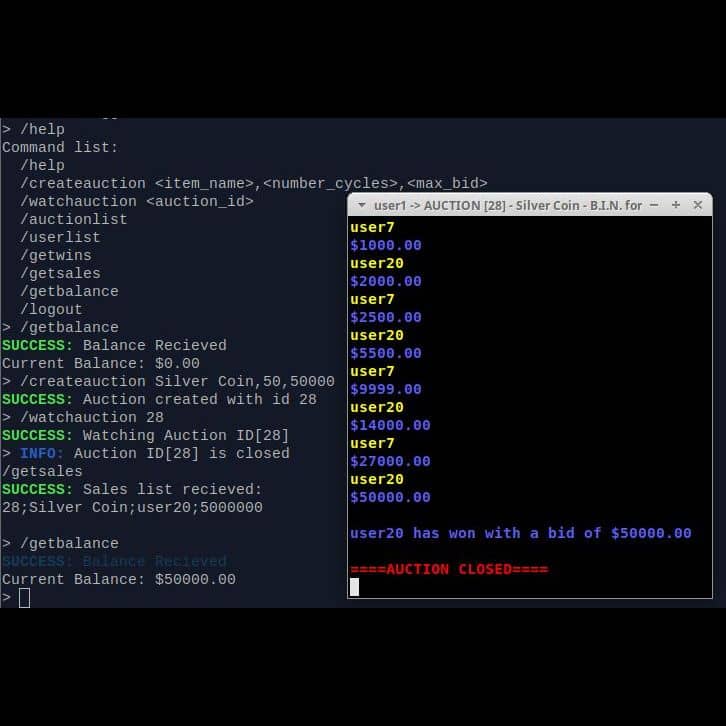 > /help
Command list:
/help
/createauction <item_name>,<number_cycles>,<max_bid>
/watchauction <auction_id>
/auctionlist
/userlist
/getwins
/getsales
/getbalance
/logout
> /getbalance
SUCCESS: Balance Recieved
Current Balance: $0.00
> /createauction Silver Coin,50,50000
SUCCESS: Auction created with id 28
> /watchauction 28
SUCCESS: Watching Auction ID[28]
> INFO: Auction ID[28] is closed
/getsales
SUCCESS: Sales list recieved:
28;Silver Coin;user20;5000000
> /getbalance
SUCCESS: Balance Recieved
Current Balance: $50000.00
>
user1 -> AUCTION [28] - Silver Coin - B.I.N. for
user7
$1000.00
user20
$2000.00
user7
$2500.00
user20
$5500.00
user7
$9999.00
user20
$14000.00
user7
$27000.00
user20
$50000.00
user20 has won with a bid of $50000.00
====AUCTION CLOSED====